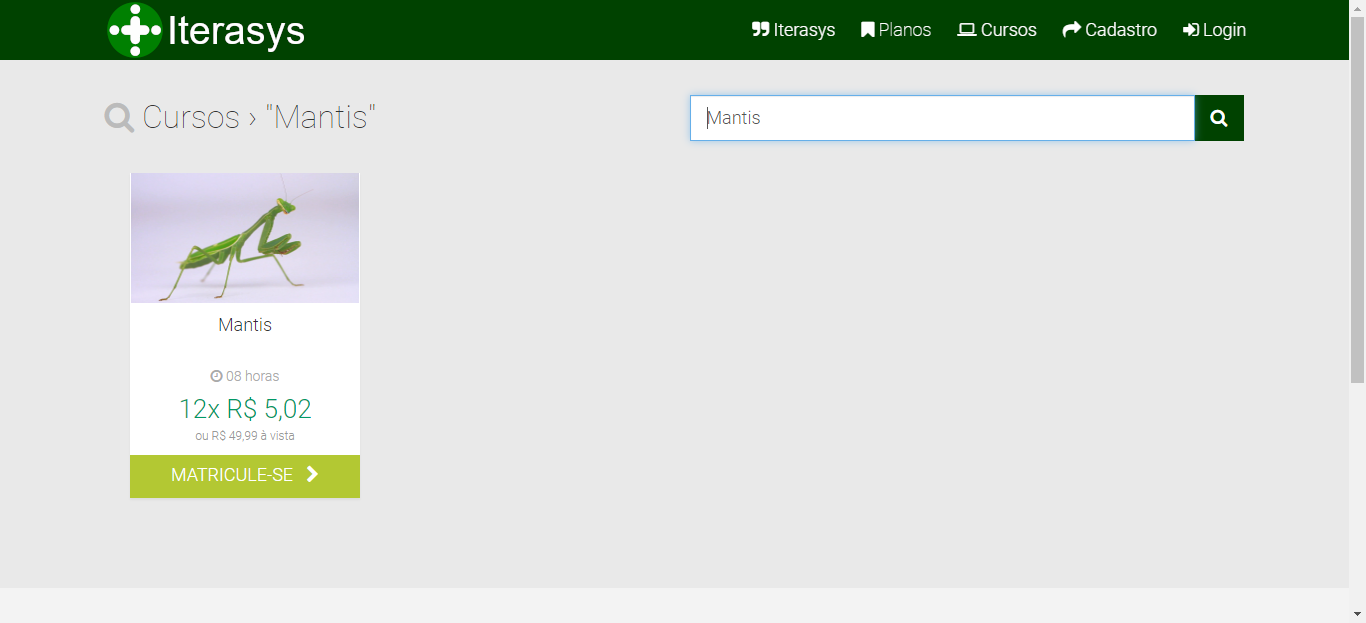 Iterasys
Iterasys Planos Cursos Cadastro Login
Cursos › "Mantis"
Mantis
Mantis
08 horas
12x R$ 5,02
ou R$ 49,99 à vista
MATRICULE-SE